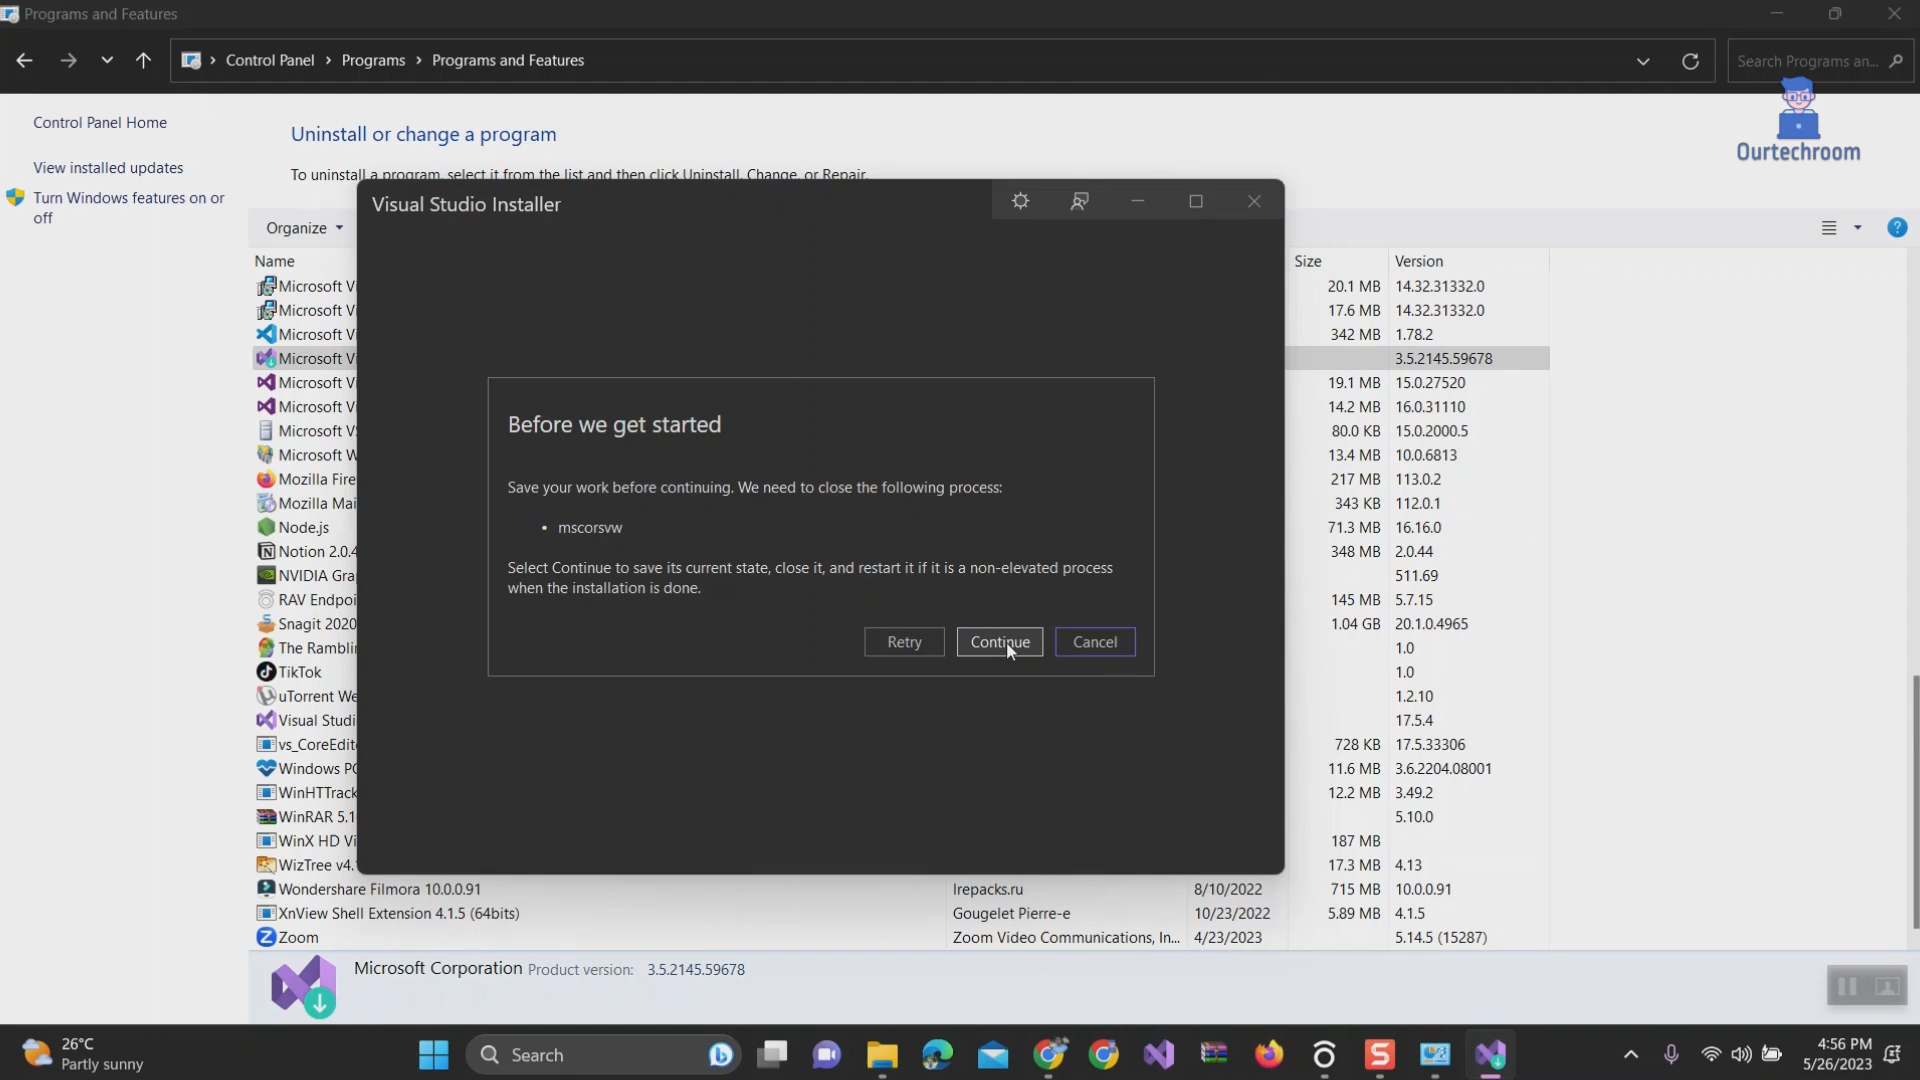 Programs and Features
Control Panel > Programs > Programs and Features
Search Programs an...
Ourtechroom
Control Panel Home
View installed updates
Turn Windows features on or
off
Uninstall or change a program
To uninstall a program, select it from the list and then click Uninstall, Change, or Repair.
Organize
Visual Studio Installer
Before we get started
Save your work before continuing. We need to close the following process:
• mscorsvw
Select Continue to save its current state, close it, and restart it if it is a non-elevated process
when the installation is done.
Retry Continue Cancel
Name Size Version
Microsoft Vi 20.1 MB 14.32.31332.0
Microsoft Vi 17.6 MB 14.32.31332.0
Microsoft Vi 342 MB 1.78.2
Microsoft Vi 3.5.2145.59678
Microsoft Vi 19.1 MB 15.0.27520
Microsoft Vi 14.2 MB 16.0.31110
Microsoft VS 80.0 KB 15.0.2000.5
Microsoft W 13.4 MB 10.0.6813
Mozilla Fire 217 MB 113.0.2
Mozilla Mai 343 KB 112.0.1
Node.js 71.3 MB 16.16.0
Notion 2.0.4 348 MB 2.0.44
NVIDIA Gra 511.69
RAV Endpoi 145 MB 5.7.15
Snagit 2020 1.04 GB 20.1.0.4965
The Ramblin 1.0
TikTok 1.0
uTorrent We 1.2.10
Visual Studi 17.5.4
vs_CoreEdit 728 KB 17.5.33306
Windows PC 11.6 MB 3.6.2204.08001
WinHTTrack 12.2 MB 3.49.2
WinRAR 5.1 5.10.0
WinX HD Vi 187 MB
WizTree v4. 17.3 MB 4.13
Wondershare Filmora 10.0.0.91 lrepacks.ru 8/10/2022 715 MB 10.0.0.91
XnView Shell Extension 4.1.5 (64bits) Gougelet Pierre-e 10/23/2022 5.89 MB 4.1.5
Zoom Zoom Video Communications, In... 4/23/2023 5.14.5 (15287)
Microsoft Corporation Product version: 3.5.2145.59678
26°C
Partly sunny
Search
4:56 PM
5/26/2023